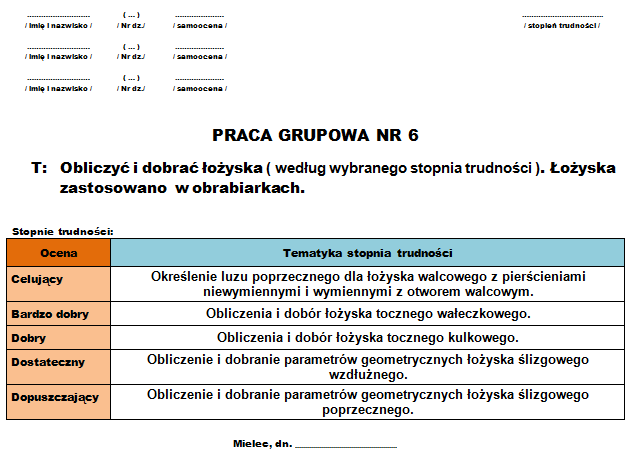 ........................... ( ... ) ..................... ...................................
/ imię i nazwisko / / Nr dz./ / samoocena / / stopień trudności /
........................... ( ... ) .....................
/ imię i nazwisko / / Nr dz./ / samoocena /
........................... ( ... ) .....................
/ imię i nazwisko / / Nr dz./ / samoocena /
PRACA GRUPOWA NR 6
T: Obliczyć i dobrać łożyska ( według wybranego stopnia trudności ). Łożyska
zastosowano w obrabiarkach.
Stopnie trudności:
Ocena Tematyka stopnia trudności
Celujący Określenie luzu poprzecznego dla łożyska walcowego z pierścieniami
niewymiennymi i wymiennymi z otworem walcowym.
Bardzo dobry Obliczenia i dobór łożyska tocznego wałeczkowego.
Dobry Obliczenia i dobór łożyska tocznego kulkowego.
Dostateczny Obliczenie i dobranie parametrów geometrycznych łożyska ślizgowego
wzdłużnego.
Dopuszczający Obliczenie i dobranie parametrów geometrycznych łożyska ślizgowego
poprzecznego.
Mielec, dn. ____________________